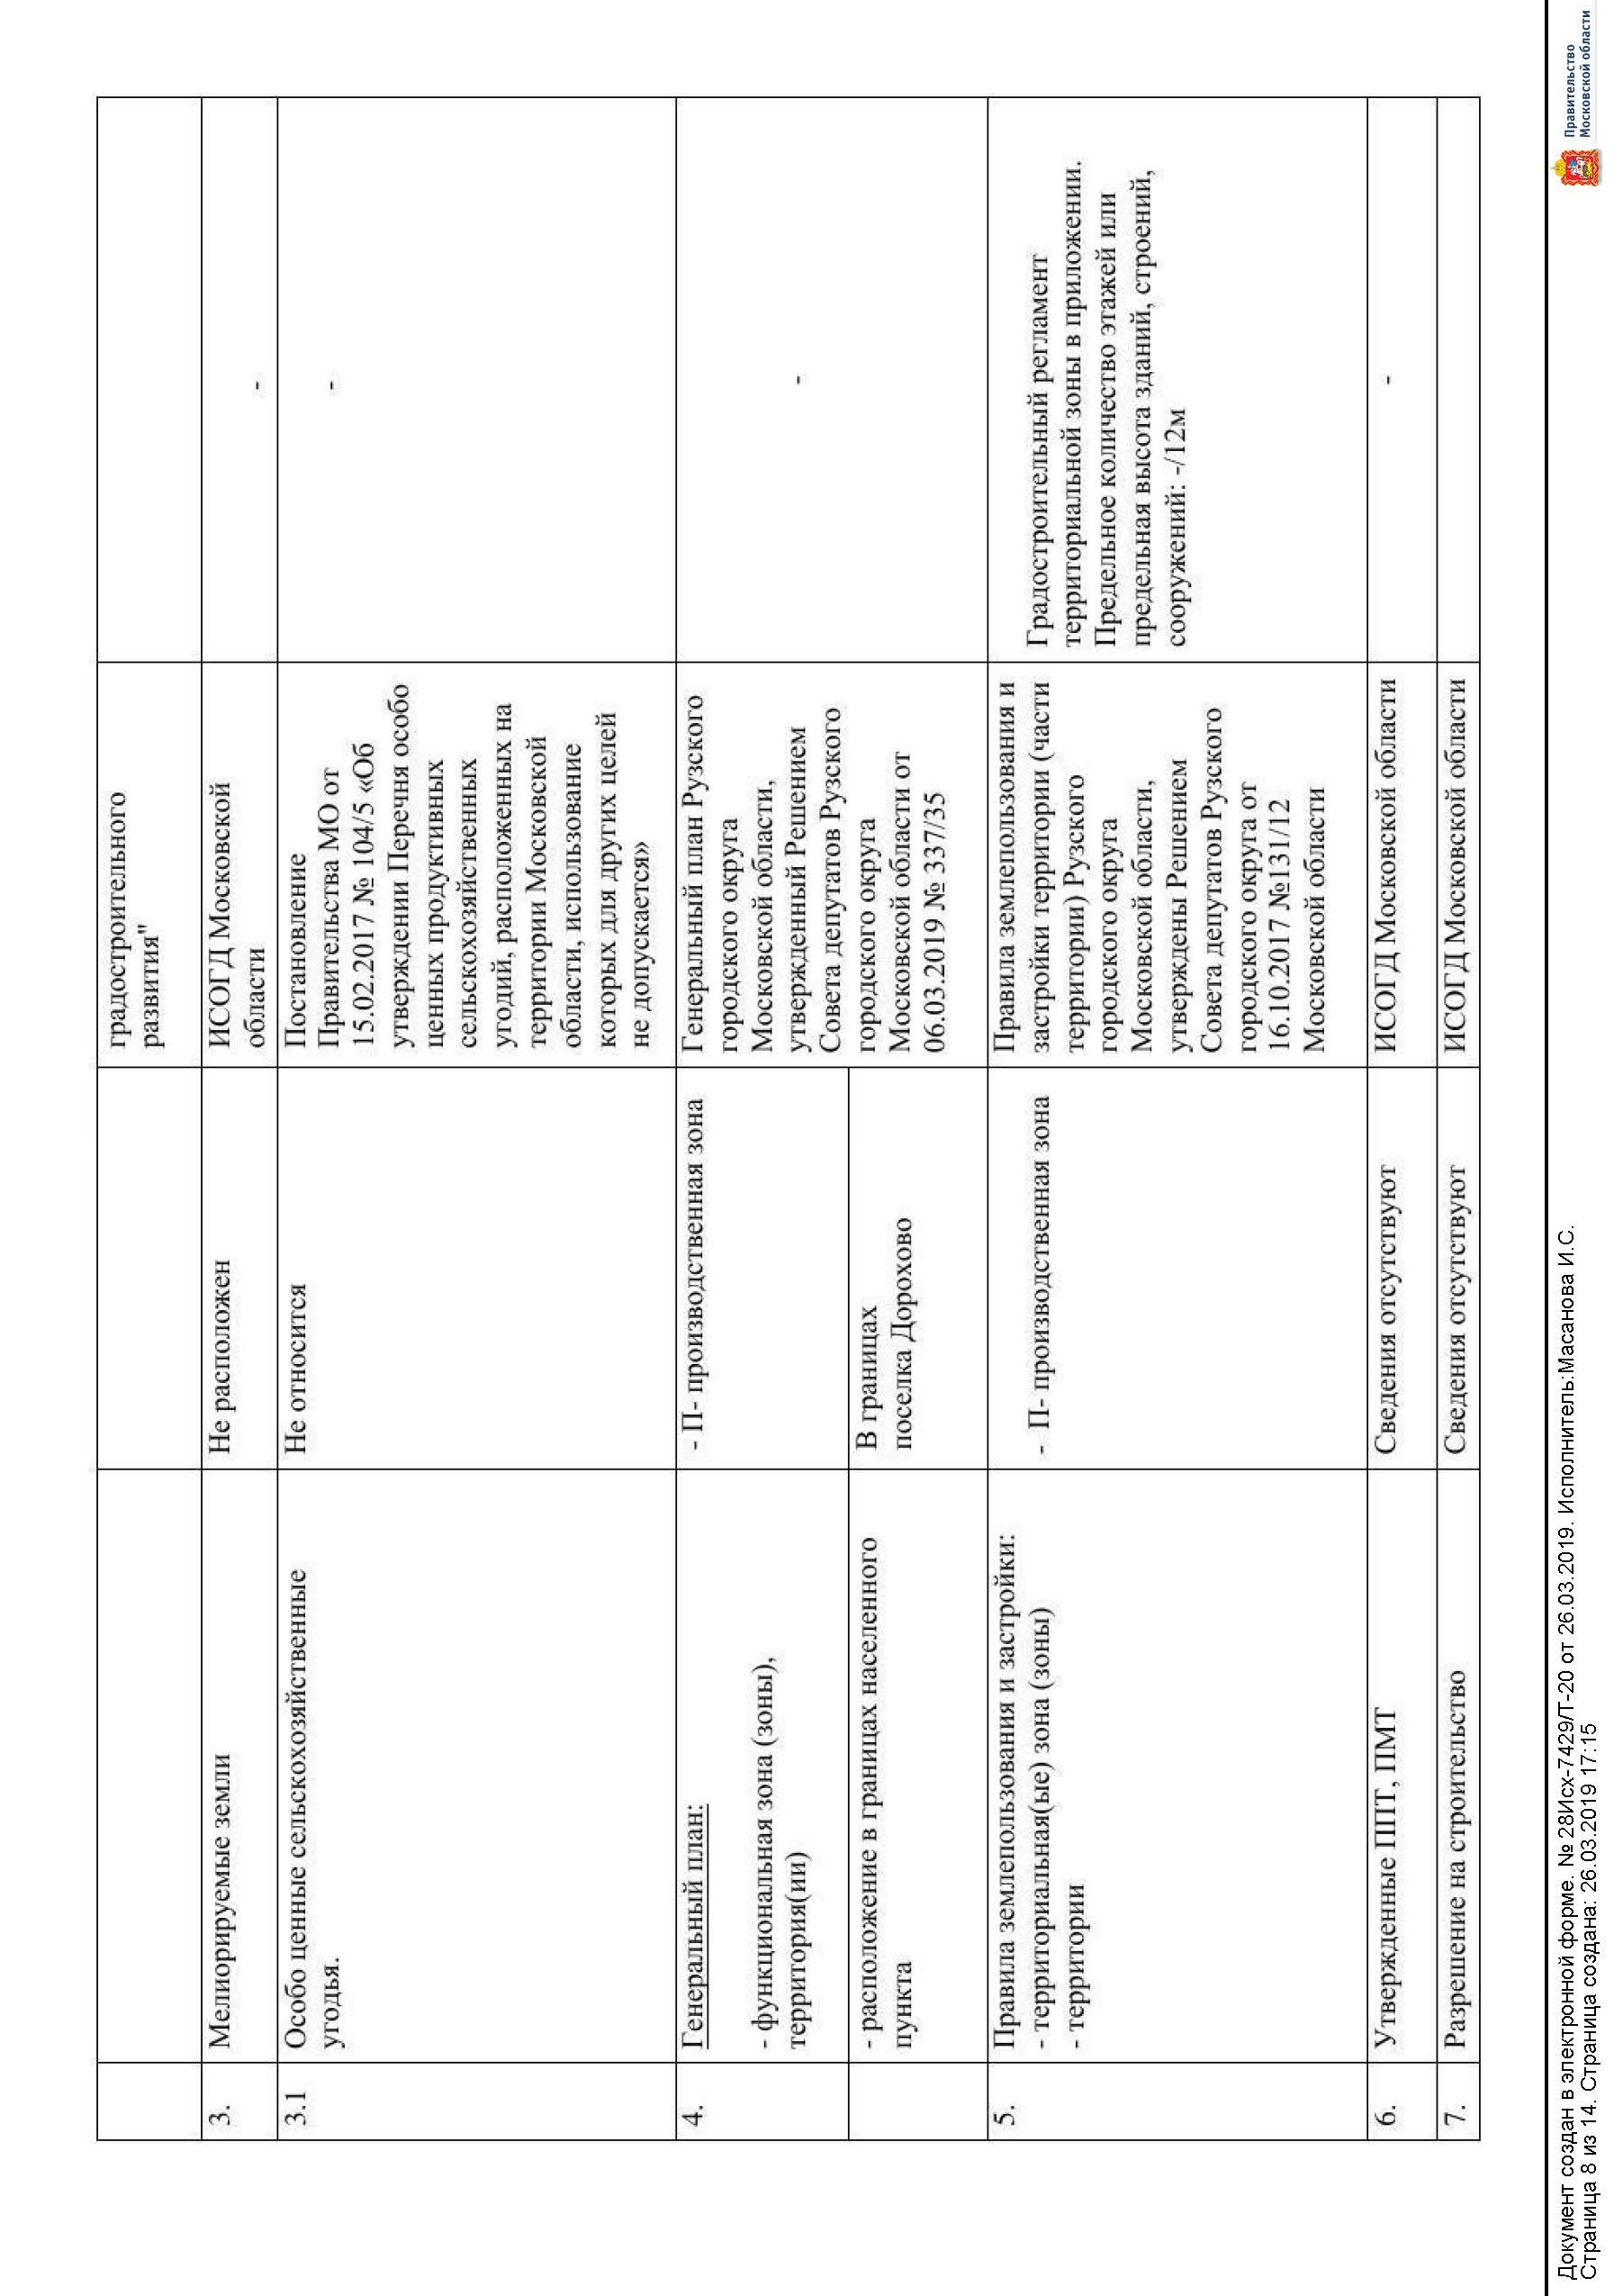 градостроительного
развития"
3.
Мелиорируемые земли
Не расположен
ИСОГД Московской
области
-
3.1
Особо ценные сельскохозяйственные
угодья.
Не относится
Постановление
Правительства МО от
15.02.2017 № 104/5 «Об
утверждении Перечня особо
ценных продуктивных
сельскохозяйственных
угодий, расположенных на
территории Московской
области, использование
которых для других целей
не допускается»
-
4.
Генеральный план:
- функциональная зона (зоны),
территория(ии)
- П- производственная зона
Генеральный план Рузского
городского округа
Московской области,
утвержденный Решением
Совета депутатов Рузского
городского округа
Московской области от
06.03.2019 № 337/35
-
- расположение в границах населенного
пункта
В границах
поселка Дорохово
5.
Правила землепользования и застройки:
- территориальная(ые) зона (зоны)
- территории
- П- производственная зона
Правила землепользования и
застройки территории (части
территории) Рузского
городского округа
Московской области,
утверждены Решением
Совета депутатов Рузского
городского округа от
16.10.2017 №131/12
Московской области
Градостроительный регламент
территориальной зоны в приложении.
Предельное количество этажей или
предельная высота зданий, строений,
сооружений: -/12м
6.
Утвержденные ППТ, ПМТ
Сведения отсутствуют
ИСОГД Московской области
-
7.
Разрешение на строительство
Сведения отсутствуют
ИСОГД Московской области
Документ создан в электронной форме. № 28Исх-7429/Т-20 от 26.03.2019. Исполнитель:Масанова И.С.
Страница 8 из 14. Страница создана: 26.03.2019 17:15
Правительство
Московской области